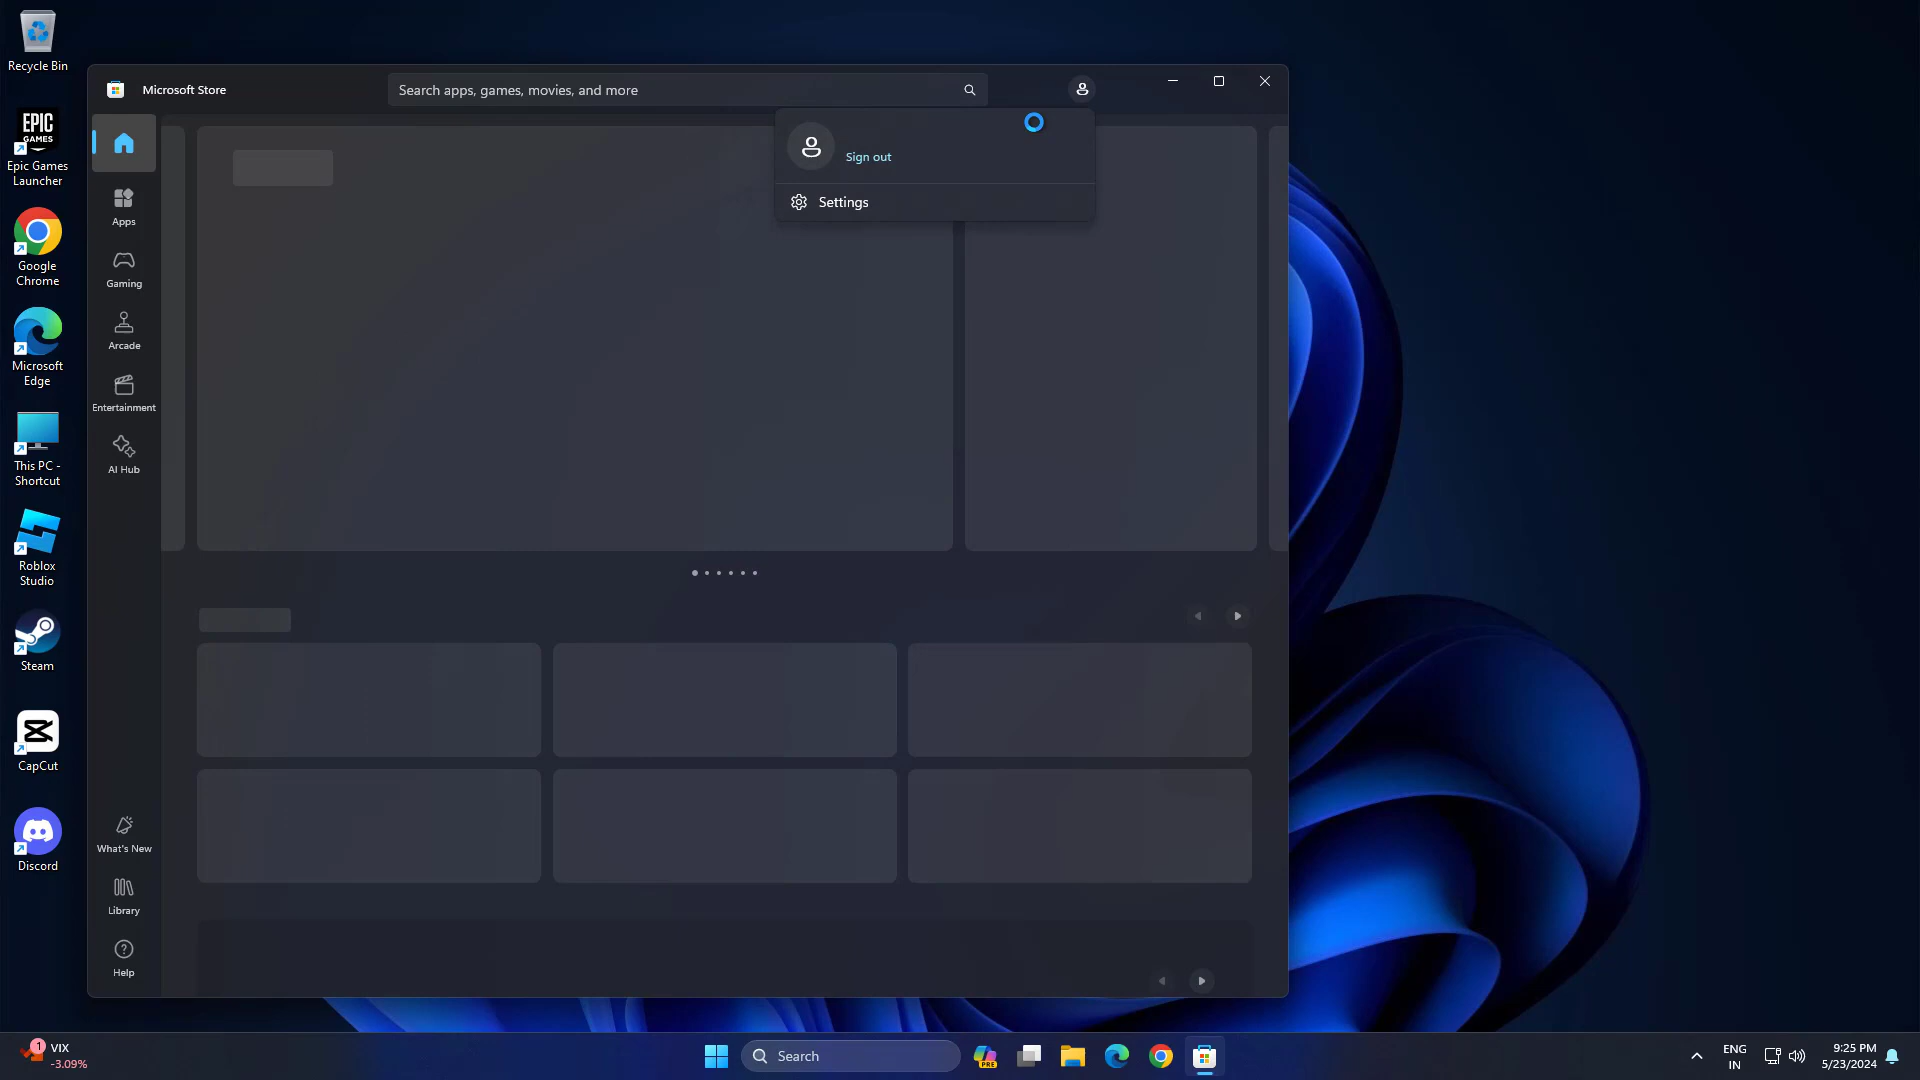 Recycle Bin
EPIC
GAMES
Epic Games
Launcher
Google
Chrome
Microsoft
Edge
This PC -
Shortcut
Roblox
Studio
Steam
CapCut
Discord
Microsoft Store
Search apps, games, movies, and more
Sign out
Settings
Apps
Gaming
Arcade
Entertainment
AI Hub
What's New
Library
Help
1
VIX
-3.09%
Search
PRE
ENG
IN
9:25 PM
5/23/2024